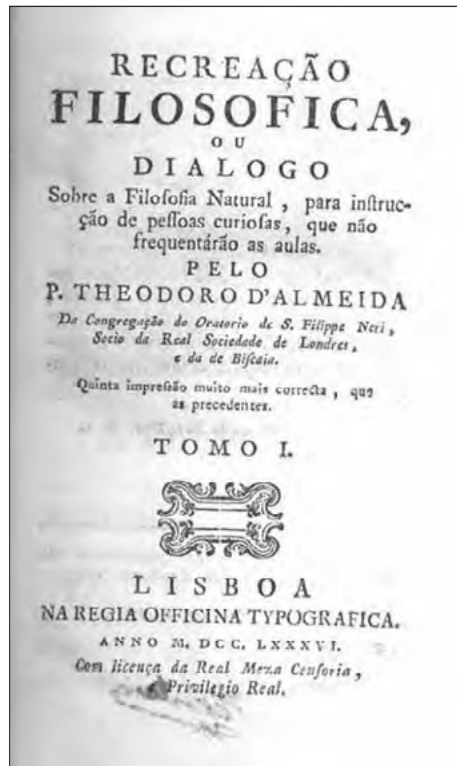 RECREAÇÃO
FILOSOFICA,
OU
DIALOGO
Sobre a Filoſofia Natural, para inſtruc-
ção de peſſoas curioſas, que não
frequentárão as aulas.
PELO
P. THEODORO D'ALMEIDA
Da Congregação do Oratorio de S. Filippe Neri,
Socio da Real Sociedade de Londres,
e da de Biſcaia.
Quinta impreſsão muito mais correcta, que
as precedentes.
TOMO I.
LISBOA
NA REGIA OFFICINA TYPOGRAFICA.
ANNO M. DCC. LXXXVI.
Com licença da Real Meza Cenſoria,
e Privilegio Real.